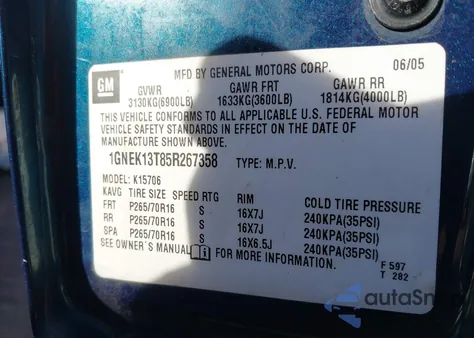 GM
MFD BY GENERAL MOTORS CORP. 06/05
GVWR GAWR FRT GAWR RR
3130KG(6900LB) 1633KG(3600LB) 1814KG(4000LB)
THIS VEHICLE CONFORMS TO ALL APPLICABLE U.S. FEDERAL MOTOR
VEHICLE SAFETY STANDARDS IN EFFECT ON THE DATE OF
MANUFACTURE SHOWN ABOVE.
1GNEK13T85R267358 TYPE: M.P.V.
MODEL: K15706
KAVG TIRE SIZE SPEED RTG RIM COLD TIRE PRESSURE
FRT P265/70R16 S 16X7J 240KPA(35PSI)
RR P265/70R16 S 16X7J 240KPA(35PSI)
SPA P265/70R16 S 16X6.5J 240KPA(35PSI)
SEE OWNER'S MANUAL FOR MORE INFORMATION.
F 597
T 282